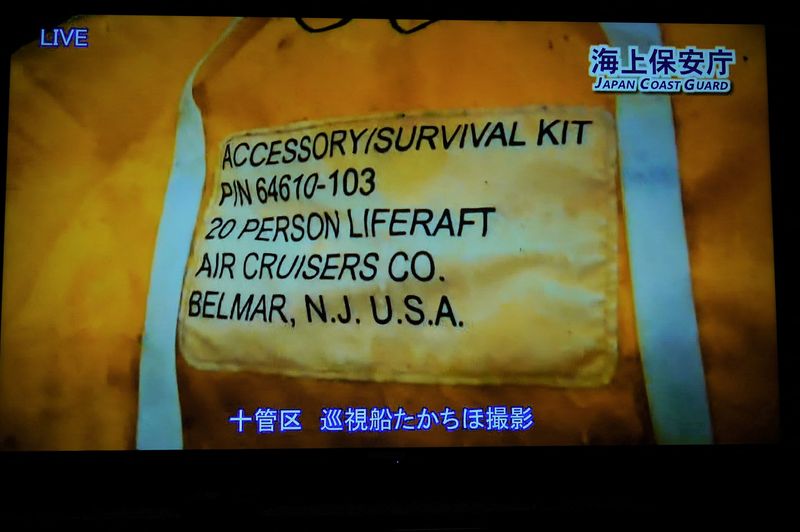 LIVE
海上保安庁
JAPAN COAST GUARD
ACCESSORY/SURVIVAL KIT
P/N 64610-103
20 PERSON LIFERAFT
AIR CRUISERS CO.
BELMAR, N.J. U.S.A.
十管区 巡視船たかちほ撮影